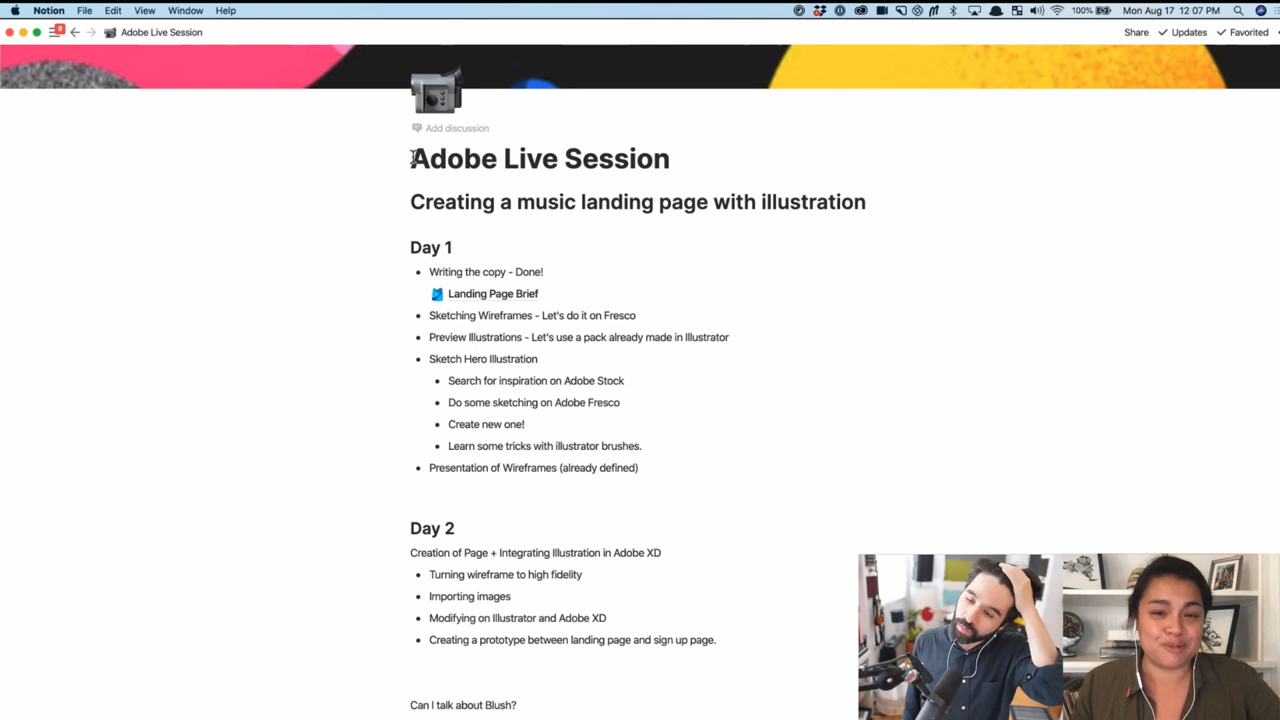 Notion File Edit View Window Help 100% Mon Aug 17 12:07 PM
9 Adobe Live Session Share Updates Favorited
Add discussion
Adobe Live Session
Creating a music landing page with illustration
Day 1
Writing the copy - Done!
Landing Page Brief
Sketching Wireframes - Let's do it on Fresco
Preview Illustrations - Let's use a pack already made in Illustrator
Sketch Hero Illustration
Search for inspiration on Adobe Stock
Do some sketching on Adobe Fresco
Create new one!
Learn some tricks with illustrator brushes.
Presentation of Wireframes (already defined)
Day 2
Creation of Page + Integrating Illustration in Adobe XD
Turning wireframe to high fidelity
Importing images
Modifying on Illustrator and Adobe XD
Creating a prototype between landing page and sign up page.
Can I talk about Blush?